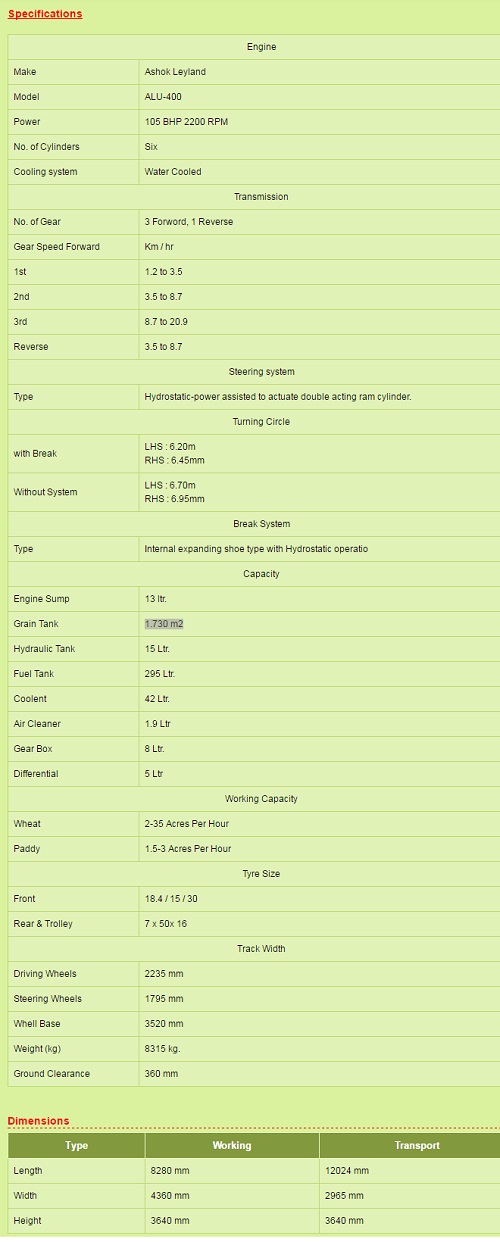 Specifications
Engine
Make Ashok Leyland
Model ALU-400
Power 105 BHP 2200 RPM
No. of Cylinders Six
Cooling system Water Cooled
Transmission
No. of Gear 3 Forword, 1 Reverse
Gear Speed Forward Km / hr
1st 1.2 to 3.5
2nd 3.5 to 8.7
3rd 8.7 to 20.9
Reverse 3.5 to 8.7
Steering system
Type Hydrostatic-power assisted to actuate double acting ram cylinder.
Turning Circle
with Break LHS : 6.20m
RHS : 6.45mm
Without System LHS : 6.70m
RHS : 6.95mm
Break System
Type Internal expanding shoe type with Hydrostatic operatio
Capacity
Engine Sump 13 ltr.
Grain Tank 1.730 m2
Hydraulic Tank 15 Ltr.
Fuel Tank 295 Ltr.
Coolent 42 Ltr.
Air Cleaner 1.9 Ltr
Gear Box 8 Ltr.
Differential 5 Ltr
Working Capacity
Wheat 2-35 Acres Per Hour
Paddy 1.5-3 Acres Per Hour
Tyre Size
Front 18.4 / 15 / 30
Rear & Trolley 7 x 50x 16
Track Width
Driving Wheels 2235 mm
Steering Wheels 1795 mm
Whell Base 3520 mm
Weight (kg) 8315 kg.
Ground Clearance 360 mm
Dimensions
Type Working Transport
Length 8280 mm 12024 mm
Width 4360 mm 2965 mm
Height 3640 mm 3640 mm